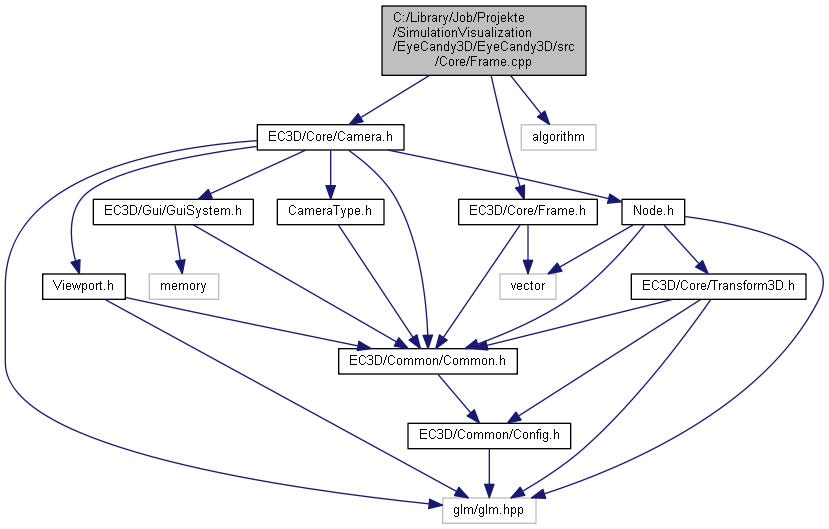 C:/Library/Job/Projekte
/SimulationVisualization
/EyeCandy3D/EyeCandy3D/src
/Core/Frame.cpp
EC3D/Core/Camera.h
algorithm
EC3D/Gui/GuiSystem.h
CameraType.h
EC3D/Core/Frame.h
Node.h
Viewport.h
memory
vector
EC3D/Core/Transform3D.h
EC3D/Common/Common.h
EC3D/Common/Config.h
glm/glm.hpp